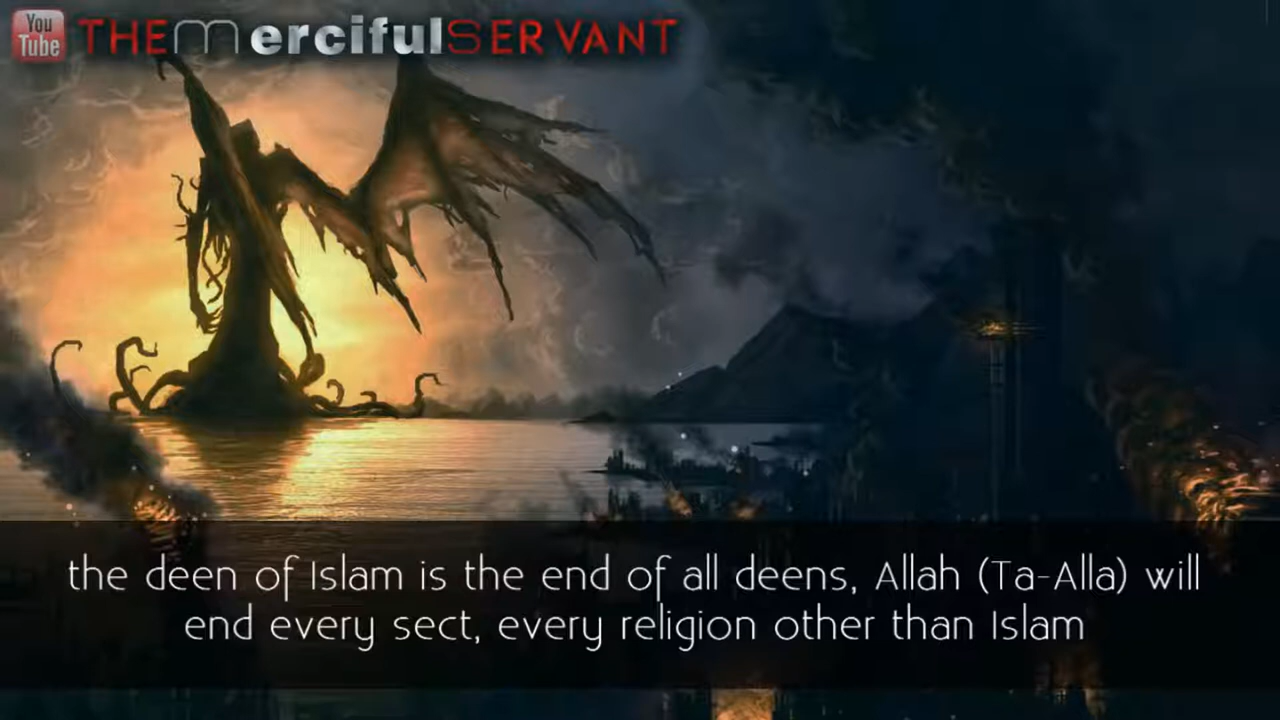 You
Tube
THEMercifulSERVANT
the deen of Islam is the end of all deens, Allah (Ta-Alla) will
end every sect, every religion other than Islam